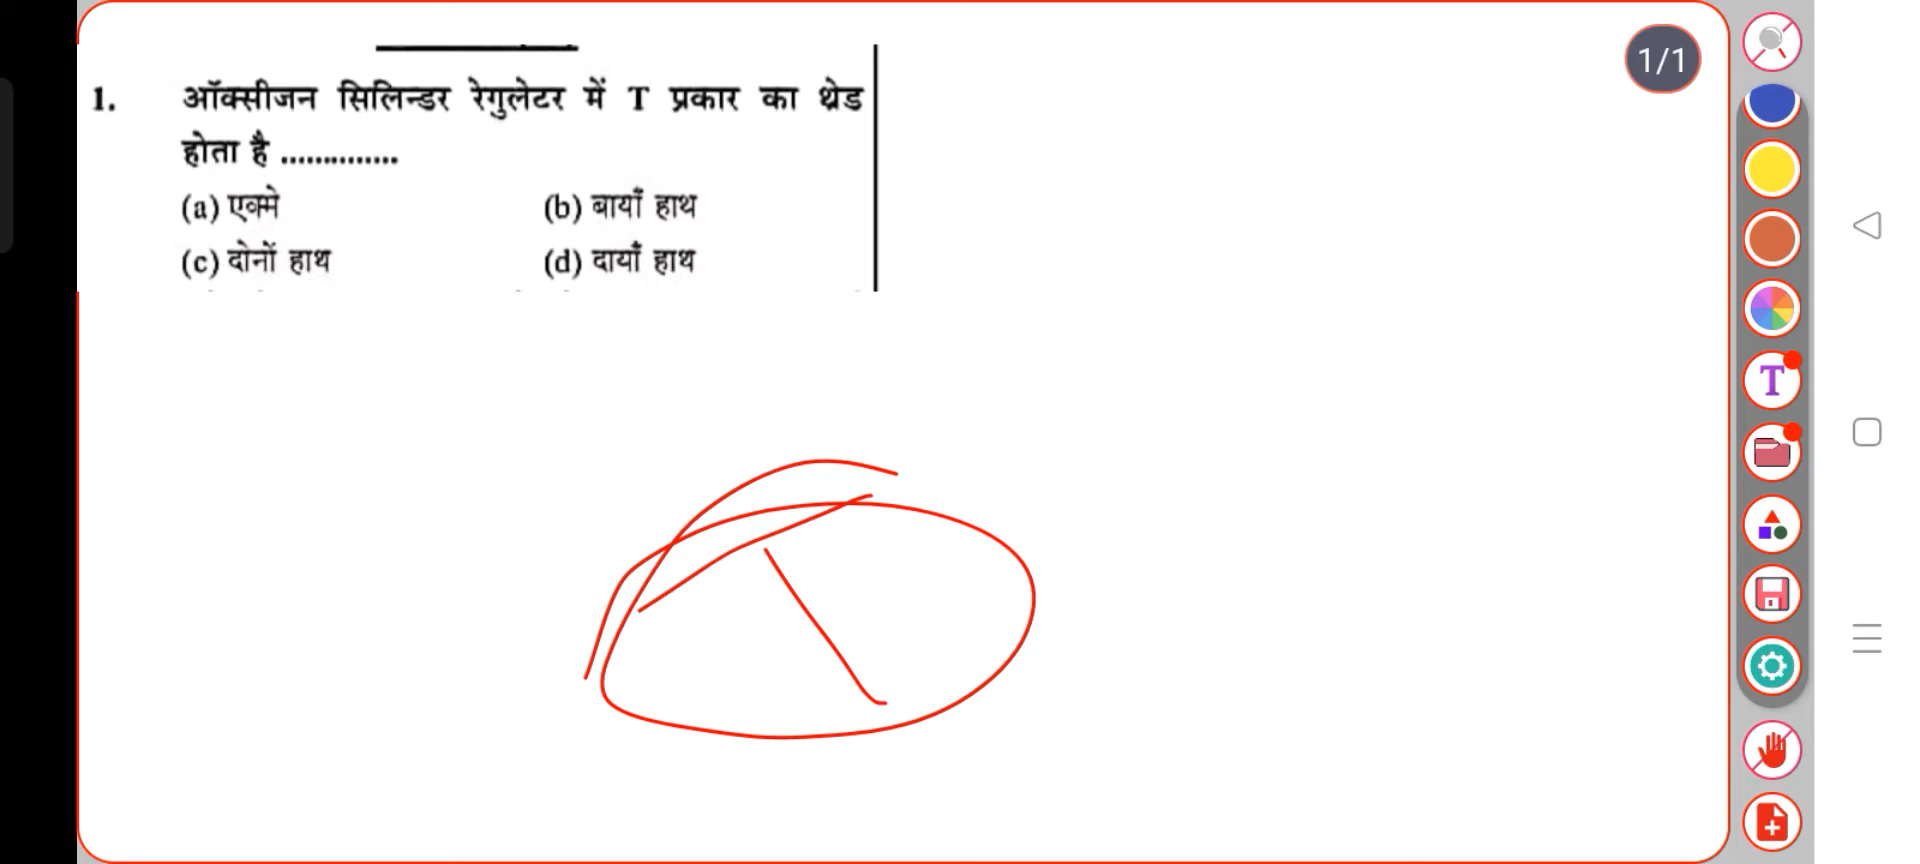 1/1
1. ऑक्सीजन सिलिन्डर रेगुलेटर में T प्रकार का थ्रेड
होता है ..............
(a) एक्मे (b) बायाँ हाथ
(c) दोनों हाथ (d) दायाँ हाथ
T